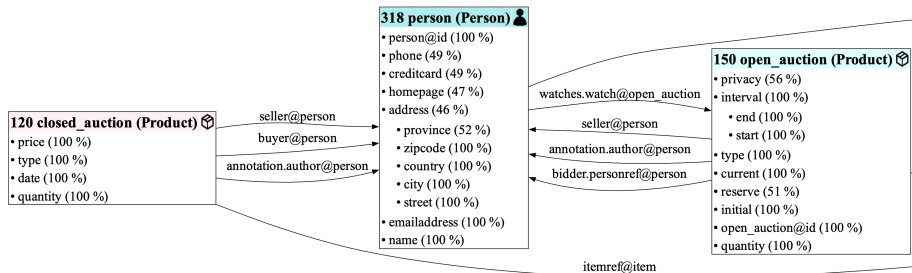 120 closed_auction (Product)
• price (100 %)
• type (100 %)
• date (100 %)
• quantity (100 %)
seller@person
buyer@person
annotation.author@person
318 person (Person)
• person@id (100 %)
• phone (49 %)
• creditcard (49 %)
• homepage (47 %)
• address (46 %)
• province (52 %)
• zipcode (100 %)
• country (100 %)
• city (100 %)
• street (100 %)
• emailaddress (100 %)
• name (100 %)
watches.watch@open_auction
seller@person
annotation.author@person
bidder.personref@person
150 open_auction (Product)
• privacy (56 %)
• interval (100 %)
• end (100 %)
• start (100 %)
• type (100 %)
• current (100 %)
• reserve (51 %)
• initial (100 %)
• open_auction@id (100 %)
• quantity (100 %)
itemref@item